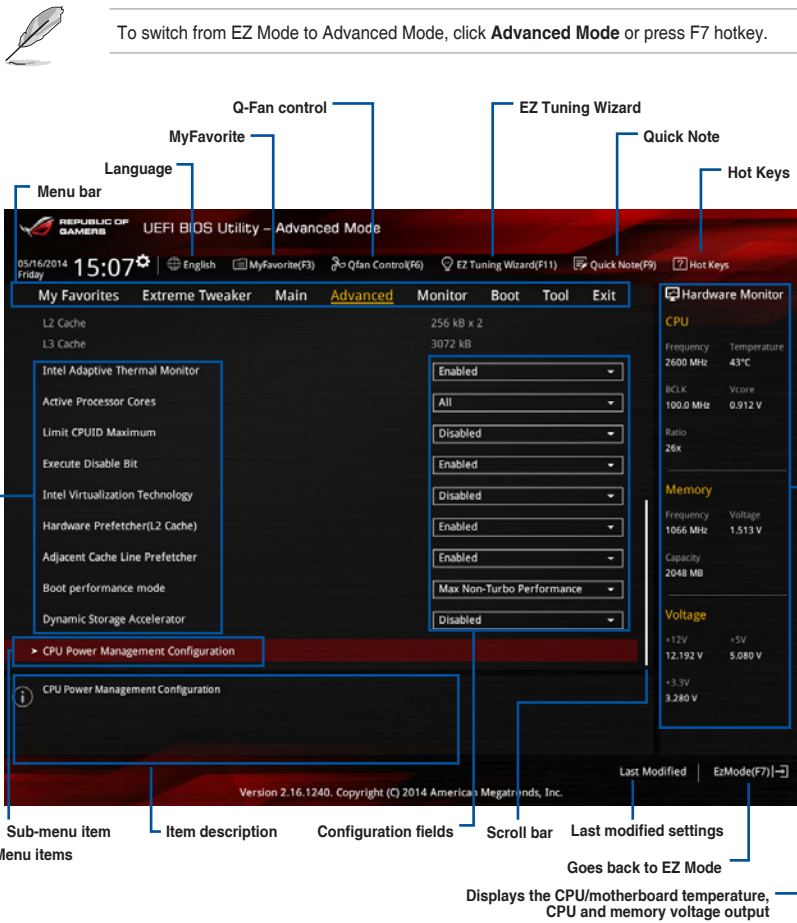 To switch from EZ Mode to Advanced Mode, click Advanced Mode or press F7 hotkey.
Q-Fan control
EZ Tuning Wizard
MyFavorite
Quick Note
Language
Hot Keys
Menu bar
REPUBLIC OF GAMERS
UEFI BIOS Utility – Advanced Mode
05/16/2014
Friday
15:07
English
MyFavorite(F3)
Qfan Control(F6)
EZ Tuning Wizard(F11)
Quick Note(F9)
? Hot Keys
My Favorites Extreme Tweaker Main Advanced Monitor Boot Tool Exit
Hardware Monitor
L2 Cache 256 kB x 2
L3 Cache 3072 kB
Intel Adaptive Thermal Monitor Enabled
Active Processor Cores All
Limit CPUID Maximum Disabled
Execute Disable Bit Enabled
Intel Virtualization Technology Disabled
Hardware Prefetcher(L2 Cache) Enabled
Adjacent Cache Line Prefetcher Enabled
Boot performance mode Max Non-Turbo Performance
Dynamic Storage Accelerator Disabled
> CPU Power Management Configuration
i CPU Power Management Configuration
CPU
Frequency Temperature
2600 MHz 43°C
BCLK Vcore
100.0 MHz 0.912 V
Ratio
26x
Memory
Frequency Voltage
1066 MHz 1.513 V
Capacity
2048 MB
Voltage
+12V +5V
12.192 V 5.080 V
+3.3V
3.280 V
Last Modified
EzMode(F7)
Version 2.16.1240. Copyright (C) 2014 American Megatrends, Inc.
Sub-menu item
Item description
Configuration fields
Scroll bar
Last modified settings
Menu items
Goes back to EZ Mode
Displays the CPU/motherboard temperature,
CPU and memory voltage output